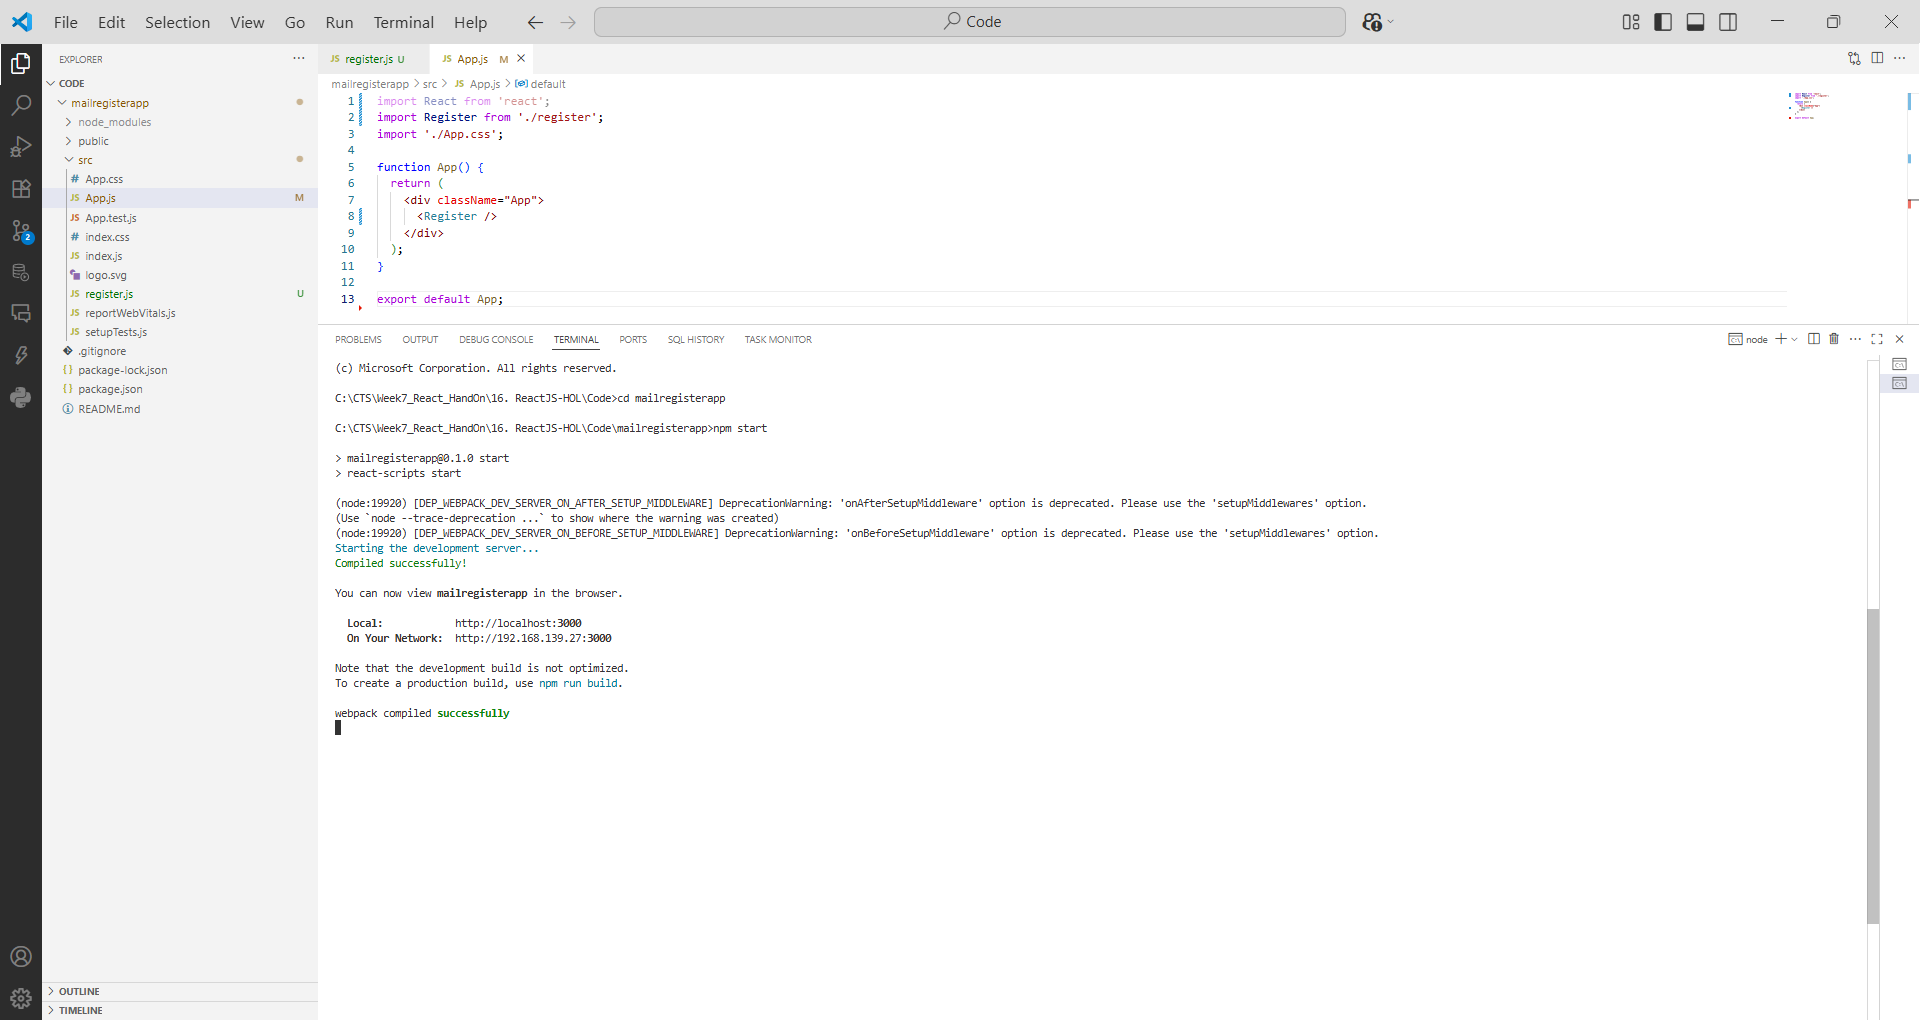 File Edit Selection View Go Run Terminal Help
Code
EXPLORER
CODE
mailregisterapp
node_modules
public
src
# App.css
JS App.js M
JS App.test.js
# index.css
JS index.js
logo.svg
JS register.js U
JS reportWebVitals.js
JS setupTests.js
.gitignore
{} package-lock.json
{} package.json
README.md
OUTLINE
TIMELINE
2
JS register.js U
JS App.js M
mailregisterapp > src > JS App.js > default
1 import React from 'react';
2 import Register from './register';
3 import './App.css';
4
5 function App() {
6 return (
7 <div className="App">
8 <Register />
9 </div>
10 );
11 }
12
13 export default App;
PROBLEMS OUTPUT DEBUG CONSOLE TERMINAL PORTS SQL HISTORY TASK MONITOR
node
(c) Microsoft Corporation. All rights reserved.
C:\CTS\Week7_React_HandOn\16. ReactJS-HOL\Code>cd mailregisterapp
C:\CTS\Week7_React_HandOn\16. ReactJS-HOL\Code\mailregisterapp>npm start
> mailregisterapp@0.1.0 start
> react-scripts start
(node:19920) [DEP_WEBPACK_DEV_SERVER_ON_AFTER_SETUP_MIDDLEWARE] DeprecationWarning: 'onAfterSetupMiddleware' option is deprecated. Please use the 'setupMiddlewares' option.
(Use `node --trace-deprecation ...` to show where the warning was created)
(node:19920) [DEP_WEBPACK_DEV_SERVER_ON_BEFORE_SETUP_MIDDLEWARE] DeprecationWarning: 'onBeforeSetupMiddleware' option is deprecated. Please use the 'setupMiddlewares' option.
Starting the development server...
Compiled successfully!
You can now view mailregisterapp in the browser.
Local: http://localhost:3000
On Your Network: http://192.168.139.27:3000
Note that the development build is not optimized.
To create a production build, use npm run build.
webpack compiled successfully